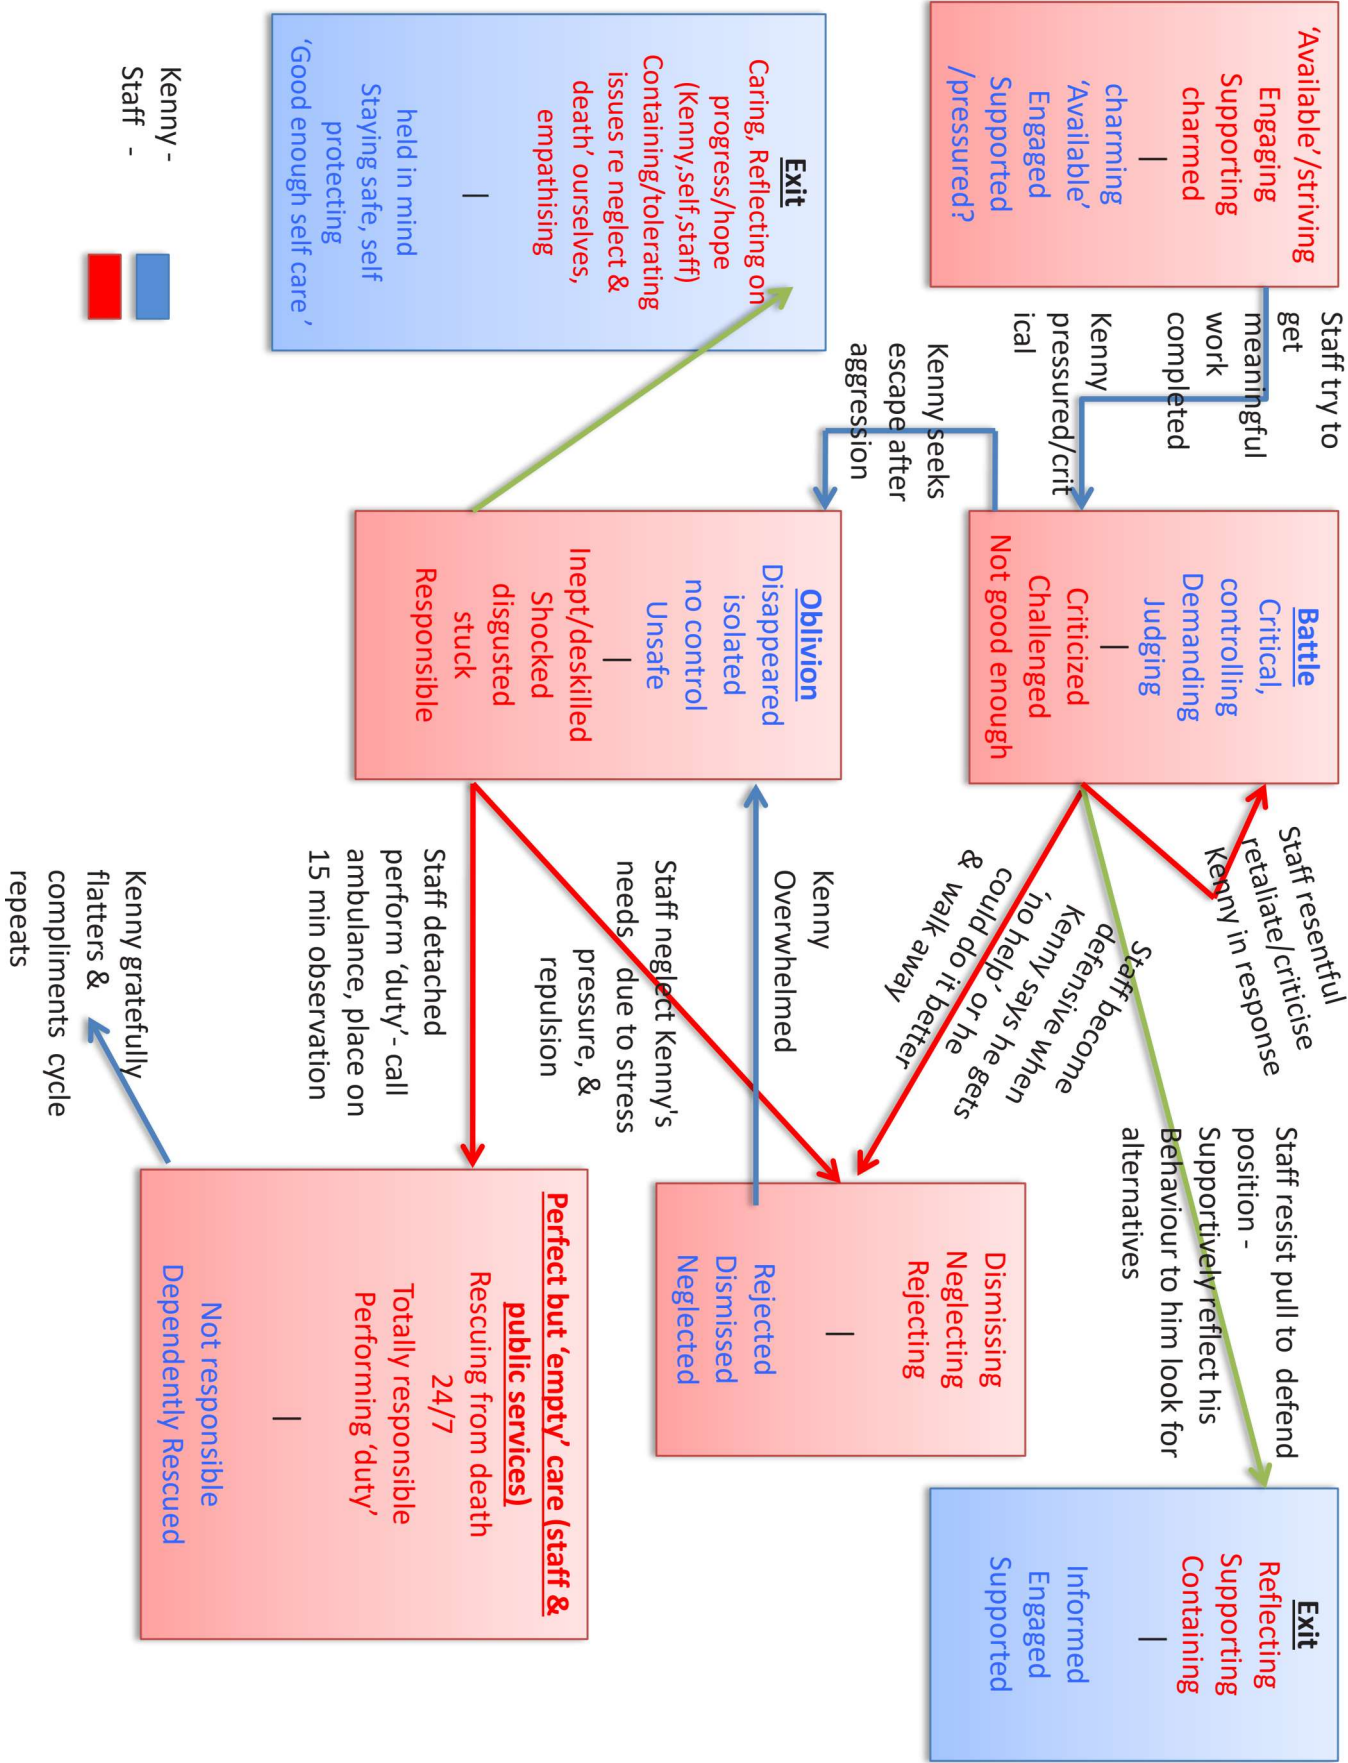 'Available'/striving
Engaging
Supporting
charmed
|
charming
'Available'
Engaged
Supported
/pressured?
Staff try to
get
meaningful
work
completed
Kenny
pressured/crit
ical
Battle
Critical,
controlling
Demanding
Judging
|
Criticized
Challenged
Not good enough
Staff resentful
retaliate/criticise
Kenny in response
Staff become
defensive when
Kenny says he gets
'no help' or he
could do it better
& walk away
Staff resist pull to defend
position -
Supportively reflect his
Behaviour to him look for
alternatives
Exit
Reflecting
Supporting
Containing
|
Informed
Engaged
Supported
Dismissing
Neglecting
Rejecting
|
Rejected
Dismissed
Neglected
Kenny
Overwhelmed
Kenny seeks
escape after
aggression
Exit
Caring, Reflecting on
progress/hope
(Kenny,self,staff)
Containing/tolerating
issues re neglect &
death' ourselves,
empathising
|
held in mind
Staying safe, self
protecting
'Good enough self care '
Oblivion
Disappeared
isolated
no control
Unsafe
|
Inept/deskilled
Shocked
disgusted
stuck
Responsible
Staff neglect Kenny's
needs due to stress
pressure, &
repulsion
Staff detached
perform 'duty'- call
ambulance, place on
15 min observation
Perfect but 'empty' care (staff &
public services)
Rescuing from death
24/7
Totally responsible
Performing 'duty'
|
Not responsible
Dependently Rescued
Kenny gratefully
flatters &
compliments cycle
repeats
Kenny -
Staff -